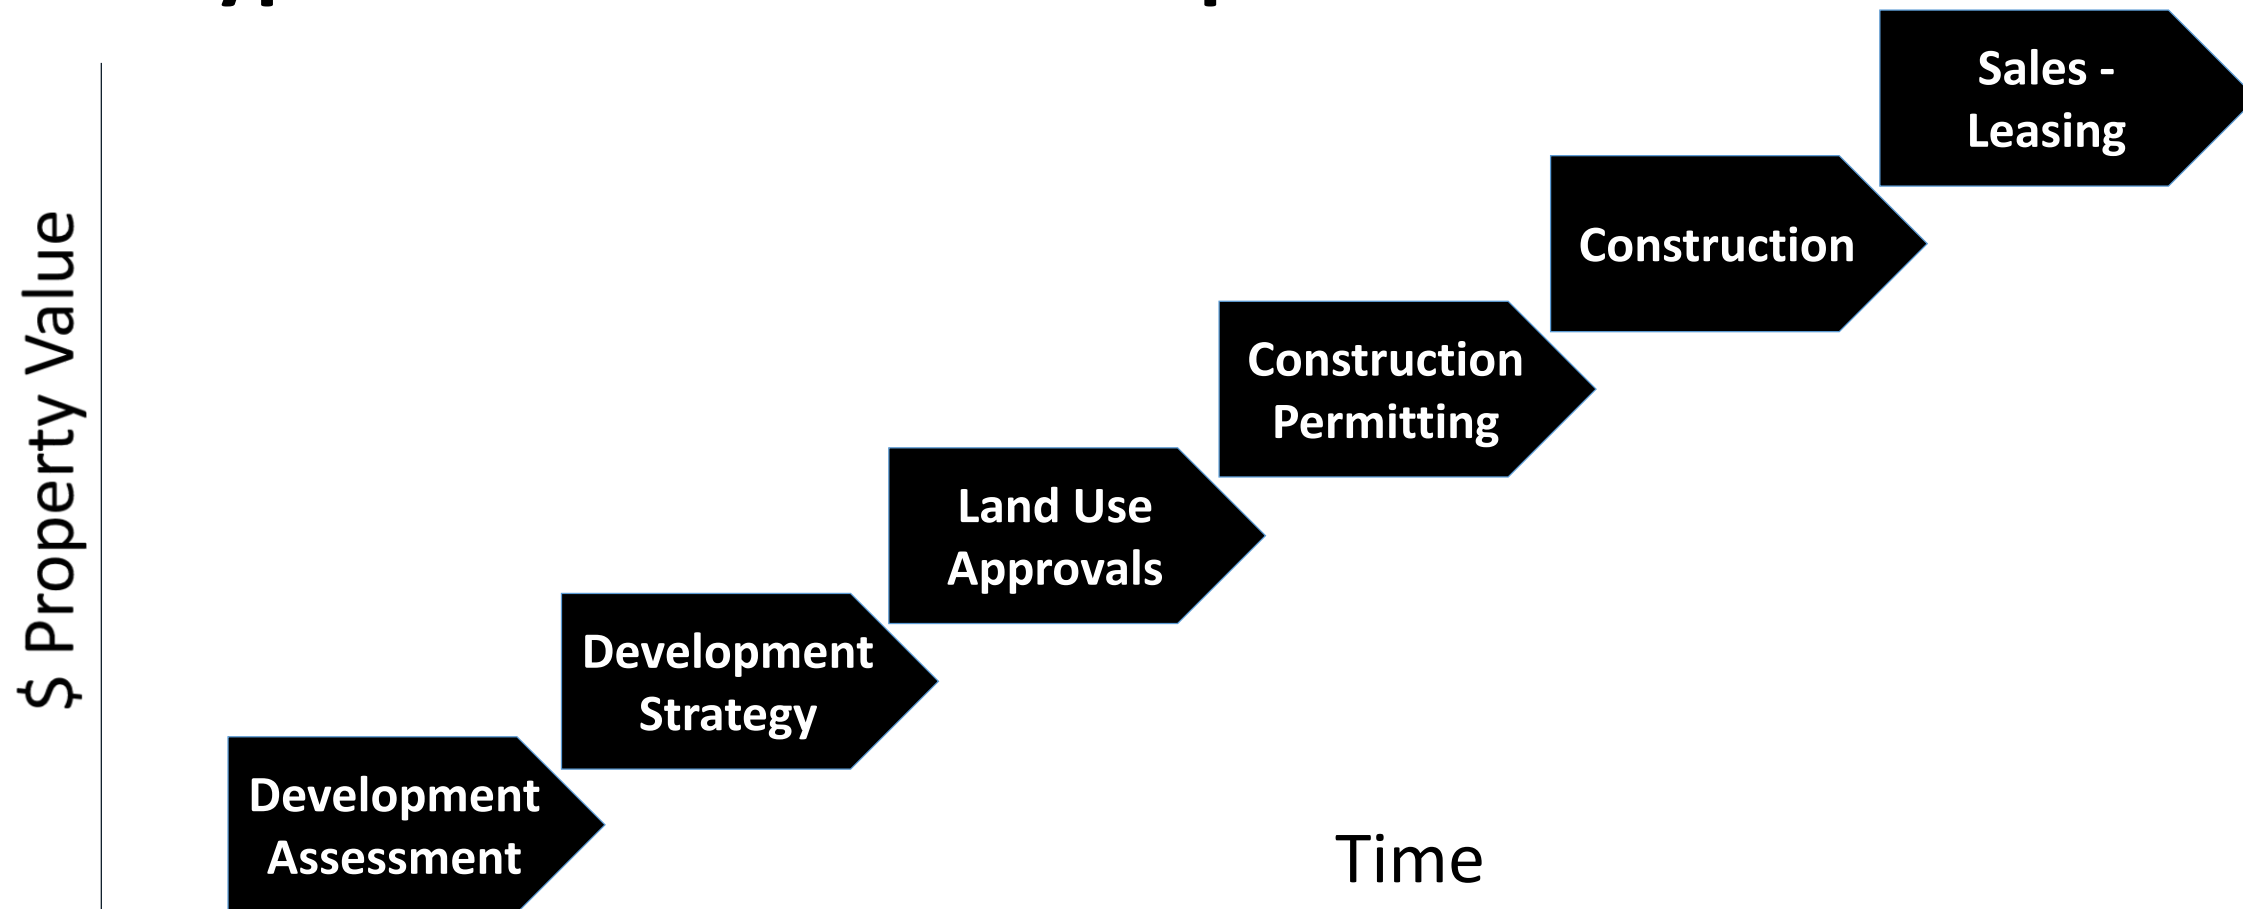 $ Property Value
Sales -
Leasing
Construction
Construction
Permitting
Land Use
Approvals
Development
Strategy
Development
Assessment
Time